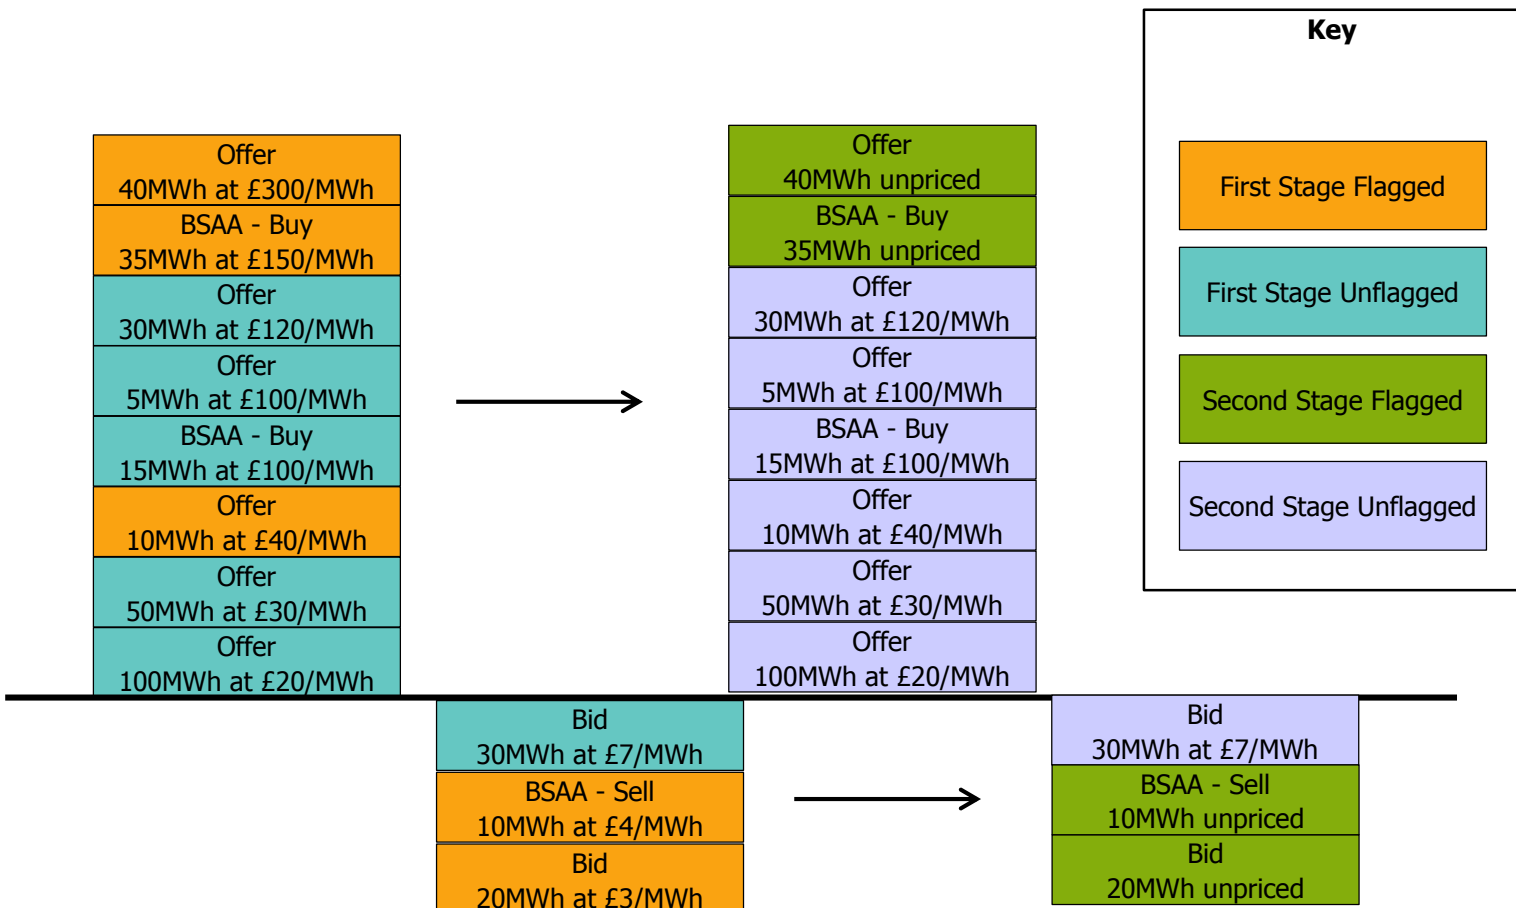 Key
First Stage Flagged
First Stage Unflagged
Second Stage Flagged
Second Stage Unflagged
Offer
40MWh at £300/MWh
BSAA - Buy
35MWh at £150/MWh
Offer
30MWh at £120/MWh
Offer
5MWh at £100/MWh
BSAA - Buy
15MWh at £100/MWh
Offer
10MWh at £40/MWh
Offer
50MWh at £30/MWh
Offer
100MWh at £20/MWh
Offer
40MWh unpriced
BSAA - Buy
35MWh unpriced
Offer
30MWh at £120/MWh
Offer
5MWh at £100/MWh
BSAA - Buy
15MWh at £100/MWh
Offer
10MWh at £40/MWh
Offer
50MWh at £30/MWh
Offer
100MWh at £20/MWh
Bid
30MWh at £7/MWh
BSAA - Sell
10MWh at £4/MWh
Bid
20MWh at £3/MWh
Bid
30MWh at £7/MWh
BSAA - Sell
10MWh unpriced
Bid
20MWh unpriced